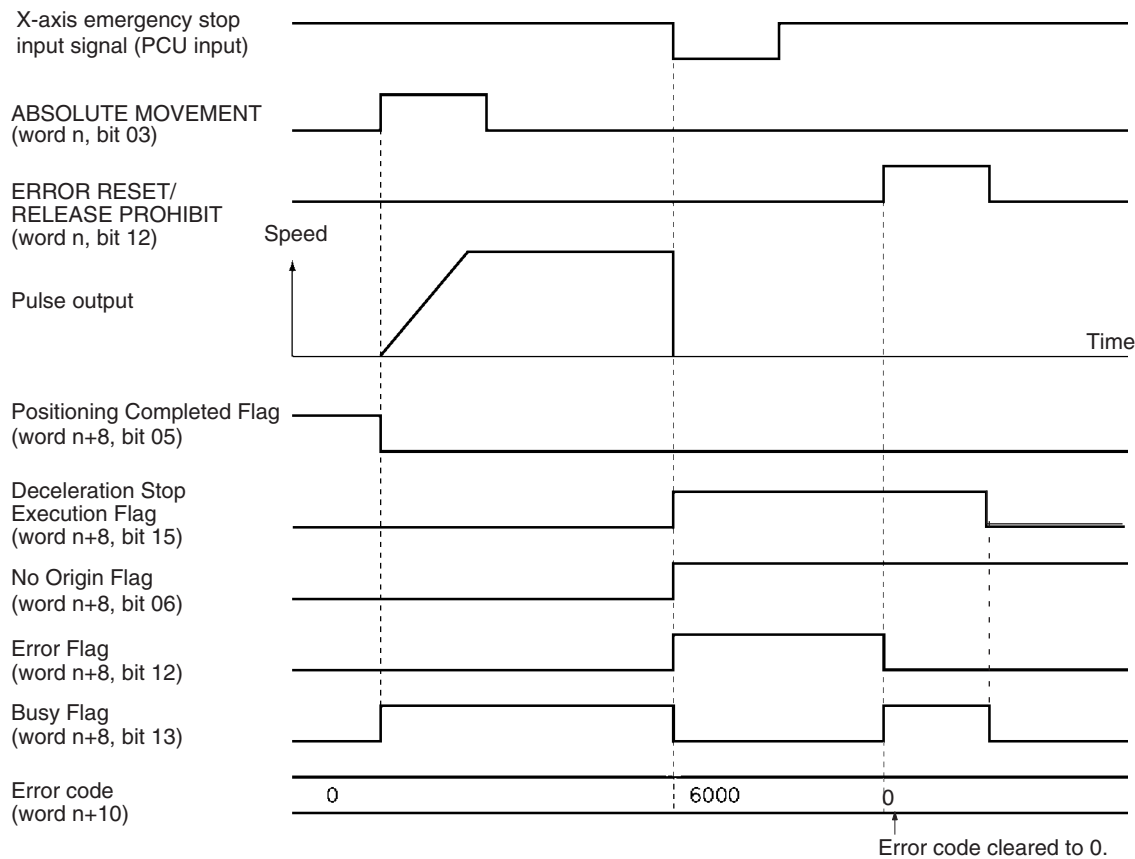 X-axis emergency stop
input signal (PCU input)
ABSOLUTE MOVEMENT
(word n, bit 03)
ERROR RESET/
RELEASE PROHIBIT
(word n, bit 12)
Speed
Pulse output
Time
Positioning Completed Flag
(word n+8, bit 05)
Deceleration Stop
Execution Flag
(word n+8, bit 15)
No Origin Flag
(word n+8, bit 06)
Error Flag
(word n+8, bit 12)
Busy Flag
(word n+8, bit 13)
Error code
(word n+10)
0
6000
0
Error code cleared to 0.